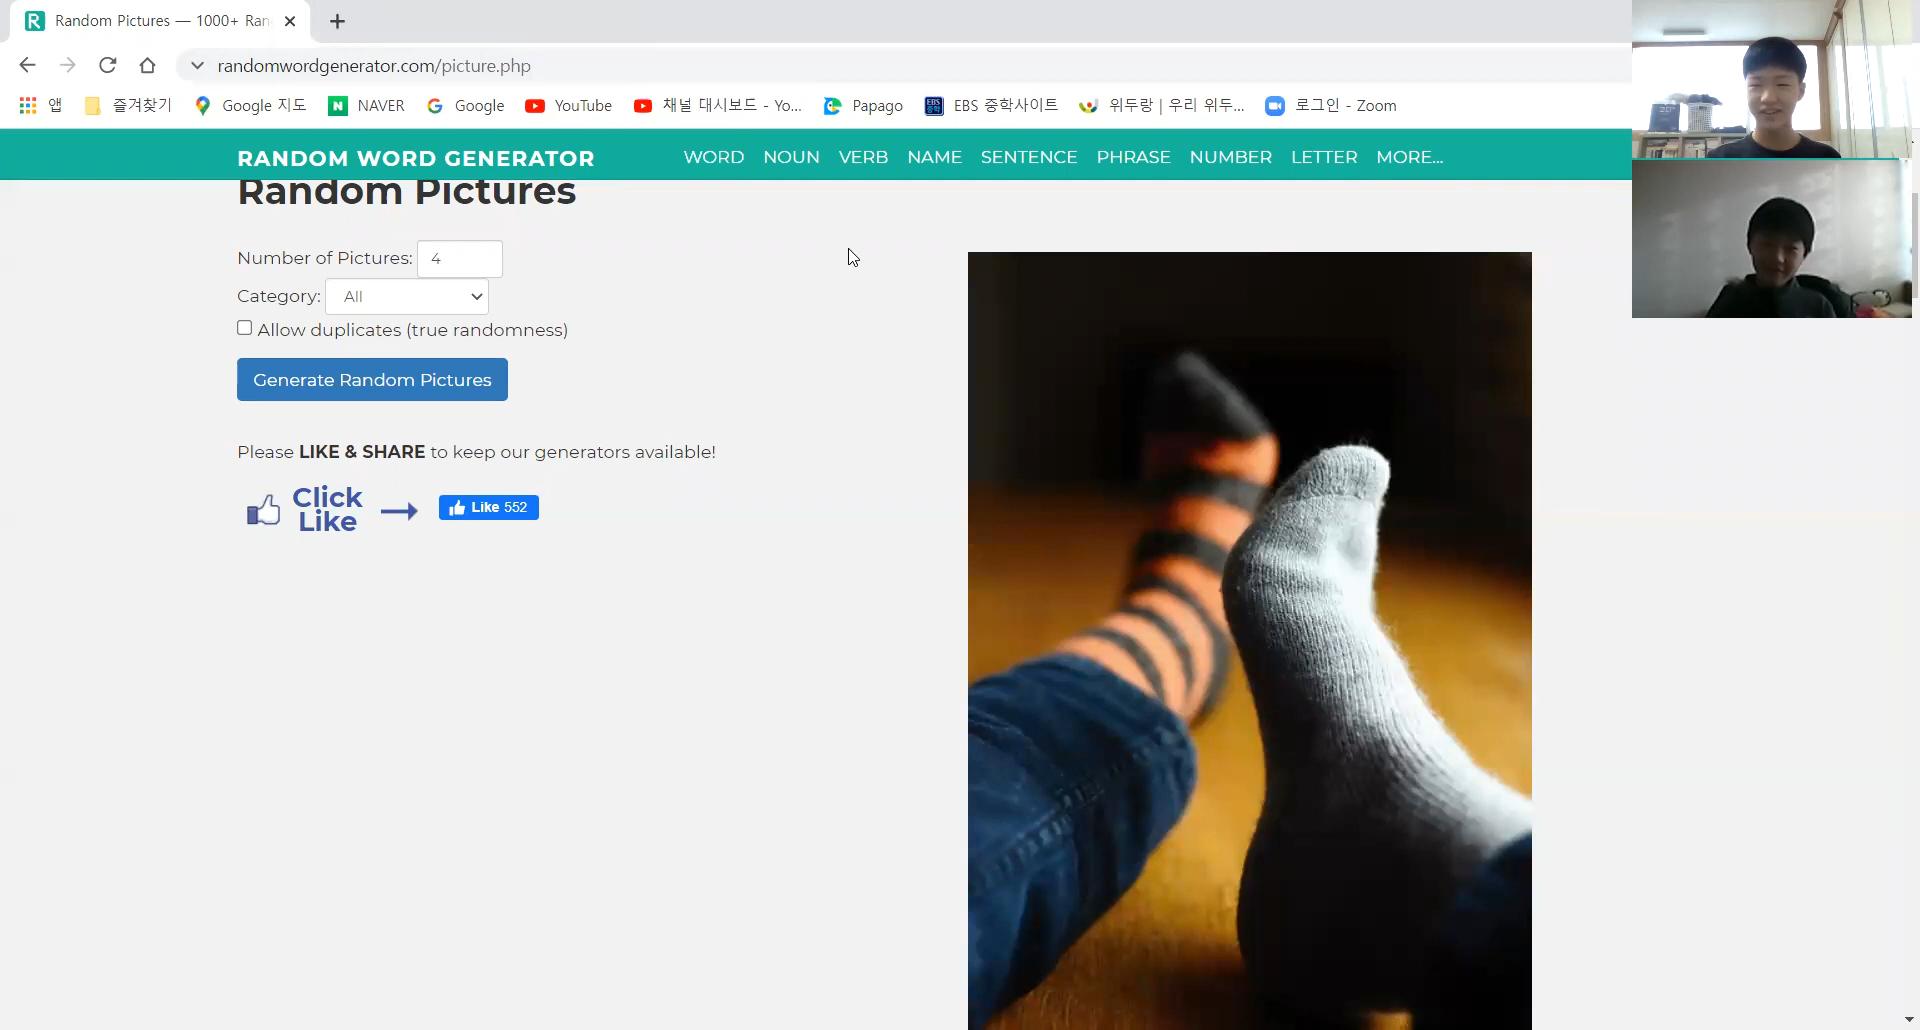 Random Pictures — 1000+ Ran
randomwordgenerator.com/picture.php
앱 즐겨찾기 Google 지도 NAVER Google YouTube 채널 대시보드 - Yo... Papago EBS 중학사이트 위두랑 | 우리 위두... 로그인 - Zoom
RANDOM WORD GENERATOR WORD NOUN VERB NAME SENTENCE PHRASE NUMBER LETTER MORE...
Random Pictures
Number of Pictures: 4
Category: All
Allow duplicates (true randomness)
Generate Random Pictures
Please LIKE & SHARE to keep our generators available!
Click
Like
Like 552